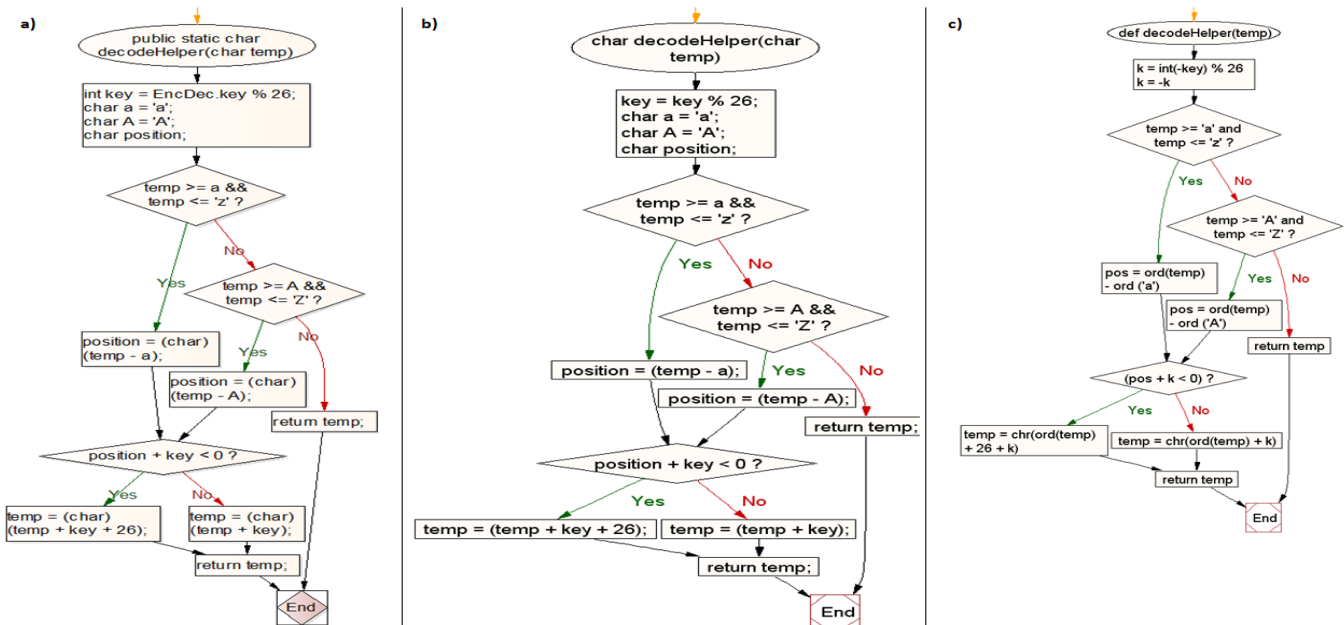 a)
public static char
decodeHelper(char temp)
int key = EncDec.key % 26;
char a = 'a';
char A = 'A';
char position;
temp >= a &&
temp <= 'z' ?
No
Yes
temp >= A &&
temp <= 'Z' ?
No
Yes
position = (char)
(temp - a);
position = (char)
(temp - A);
return temp;
position + key < 0 ?
Yes
No
temp = (char)
(temp + key + 26);
temp = (char)
(temp + key);
return temp;
End
b)
char decodeHelper(char
temp)
key = key % 26;
char a = 'a';
char A = 'A';
char position;
temp >= a &&
temp <= 'z' ?
Yes
No
temp >= A &&
temp <= 'Z' ?
Yes
No
position = (temp - a);
position = (temp - A);
return temp;
position + key < 0 ?
Yes
No
temp = (temp + key + 26);
temp = (temp + key);
return temp;
End
c)
def decodeHelper(temp)
k = int(-key) % 26
k = -k
temp >= 'a' and
temp <= 'z' ?
Yes
No
temp >= 'A' and
temp <= 'Z' ?
Yes
No
pos = ord(temp)
- ord ('a')
pos = ord(temp)
- ord ('A')
return temp
(pos + k < 0) ?
Yes
No
temp = chr(ord(temp)
+ 26 + k)
temp = chr(ord(temp) + k)
return temp
End